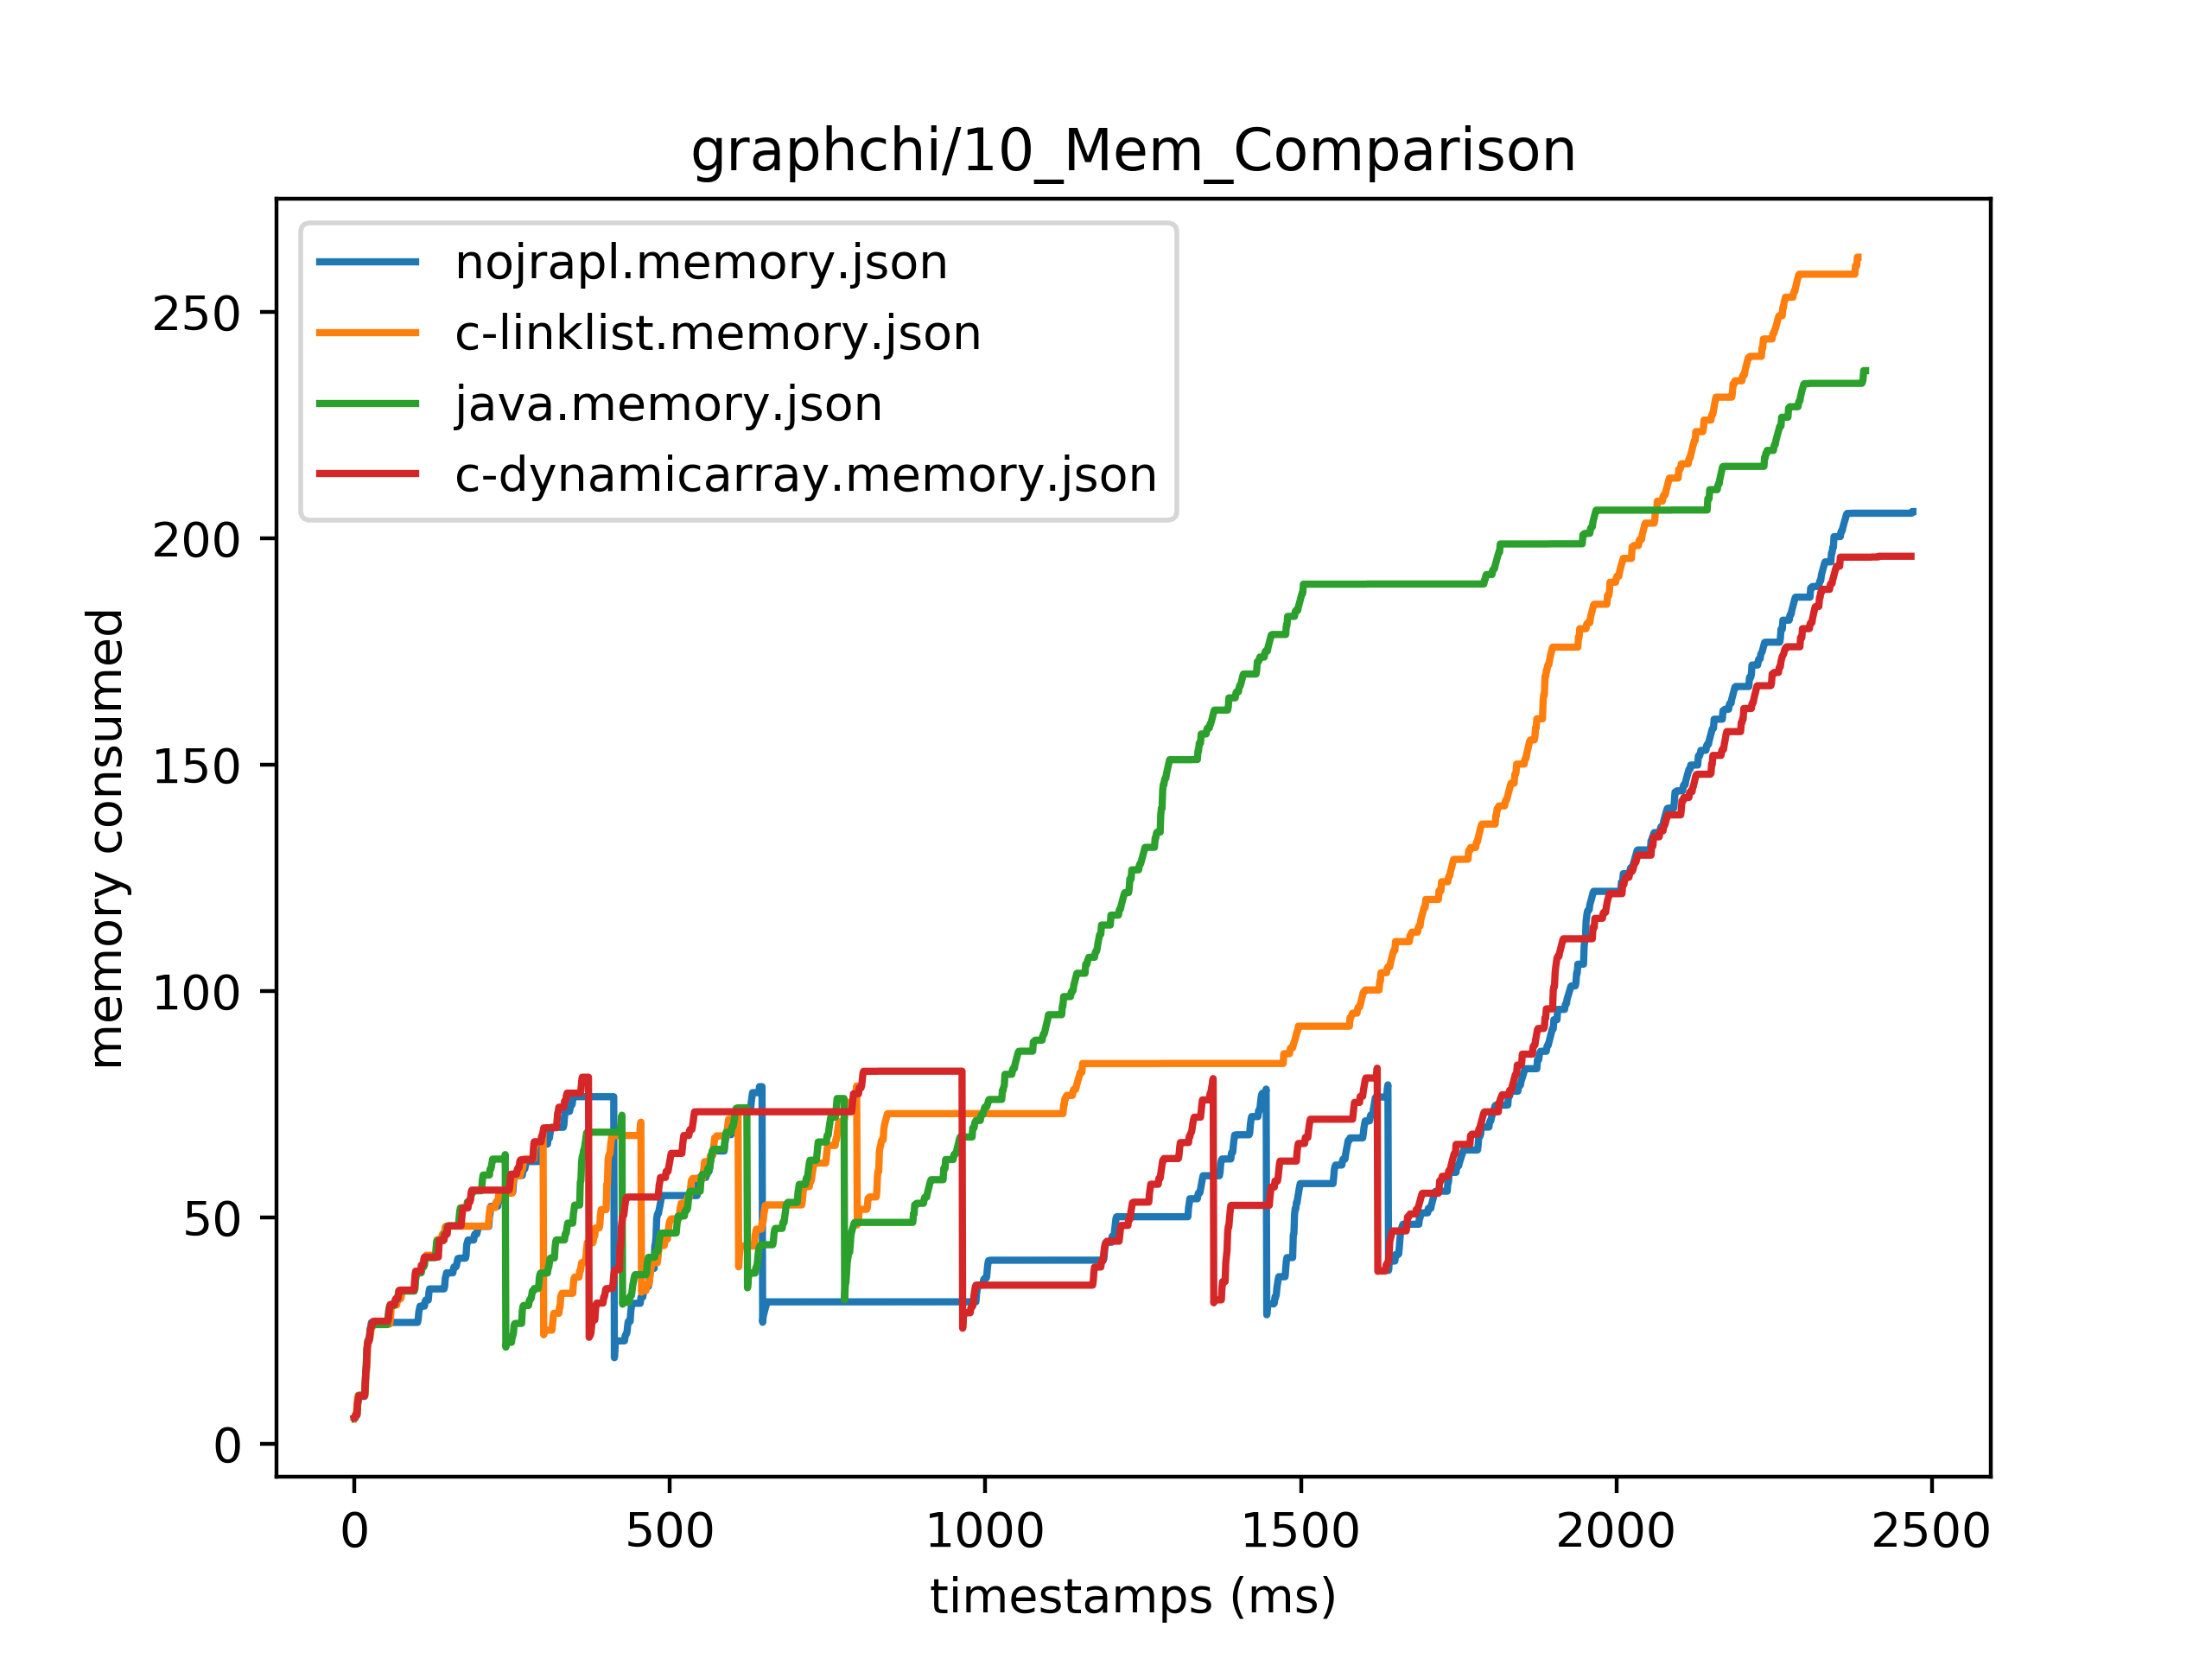 graphchi/10_Mem_Comparison
nojrapl.memory.json
c-linklist.memory.json
java.memory.json
c-dynamicarray.memory.json
memory consumed
250
200
150
100
50
0
0 500 1000 1500 2000 2500
timestamps (ms)